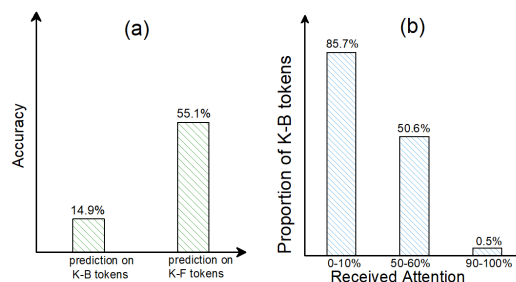 (a)
Accuracy
14.9%
55.1%
prediction on
K-B tokens
prediction on
K-F tokens
(b)
Proportion of K-B tokens
85.7%
50.6%
0.5%
0-10%
50-60%
90-100%
Received Attention